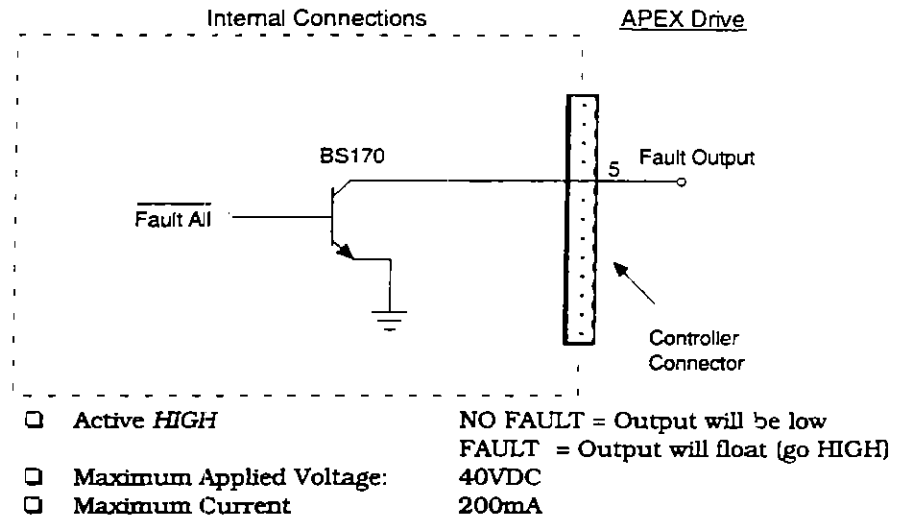 Internal Connections
APEX Drive
BS170
5
Fault Output
Fault All
Controller
Connector
❑ Active HIGH NO FAULT = Output will be low
FAULT = Output will float (go HIGH)
❑ Maximum Applied Voltage: 40VDC
❑ Maximum Current 200mA